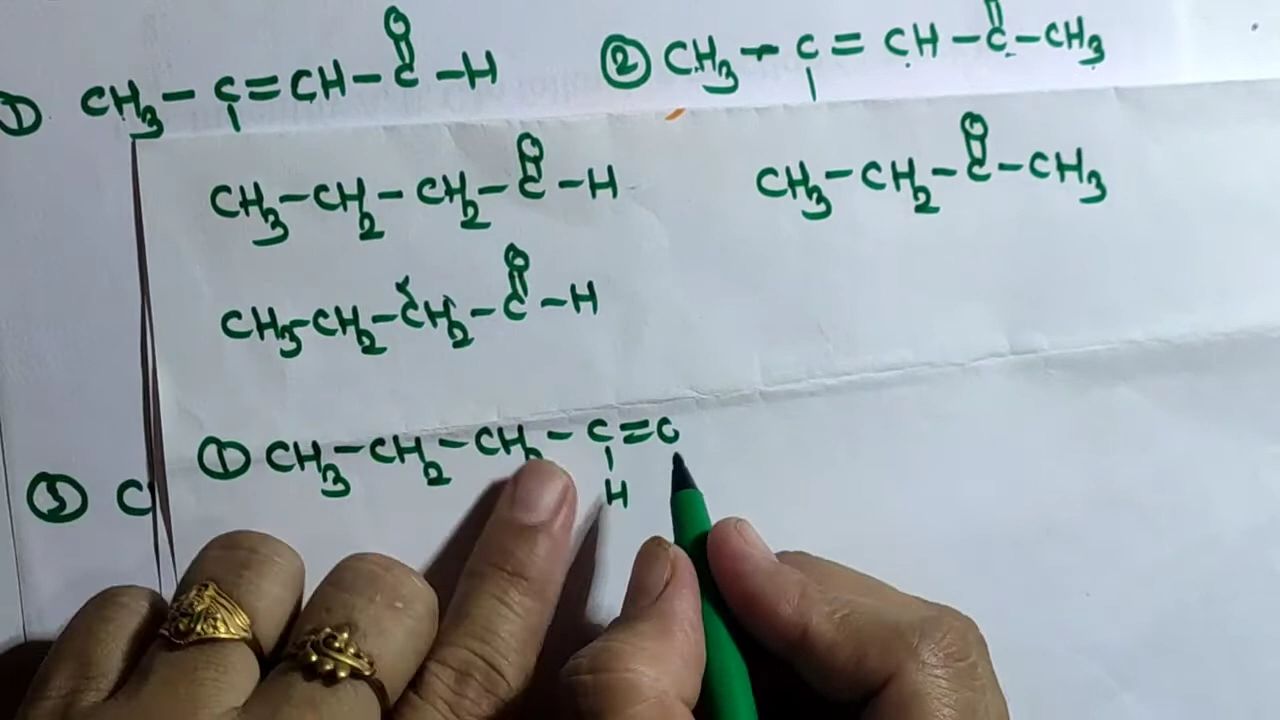 ① CH₃-C=CH-C-H ② CH₃-C=CH-C-CH₃
O
CH₃-CH₂-CH₂-C-H
O
CH₃-CH₂-C-CH₃
O
CH₃-CH₂-CH₂-C-H
① CH₃-CH₂-CH₂-C=C
H
③ C